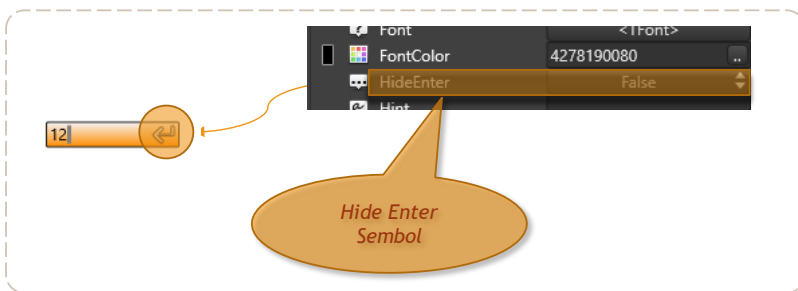 Font <TFont>
FontColor 4278190080 ..
HideEnter False
Hint
12
Hide Enter
Sembol